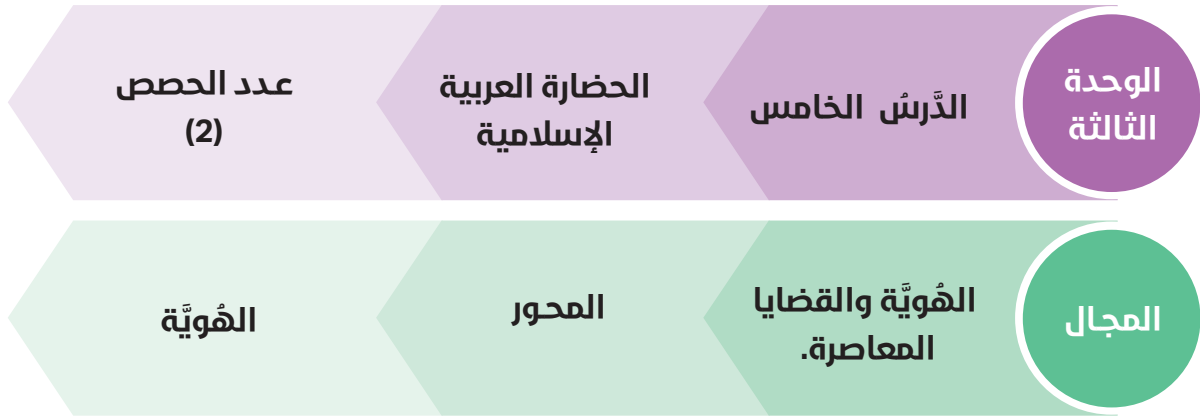 الوحدة
الثالثة
الدَّرسُ الخامس
الحضارة العربية
الإسلامية
عدد الحصص
(2)
المجال
الهُويَّة والقضايا
المعاصرة.
المحور
الهُويَّة